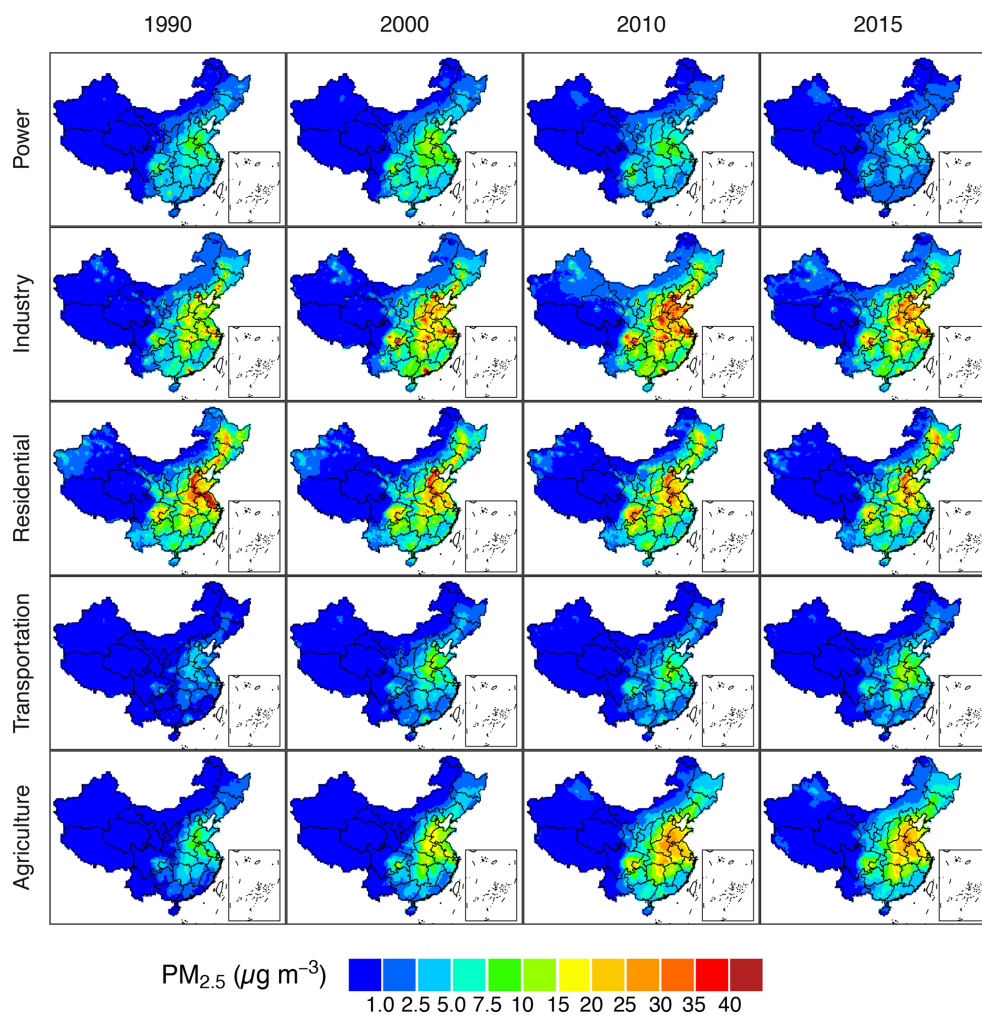 1990 2000 2010 2015
Power
Industry
Residential
Transportation
Agriculture
PM2.5 (µg m−3)
1.0 2.5 5.0 7.5 10 15 20 25 30 35 40